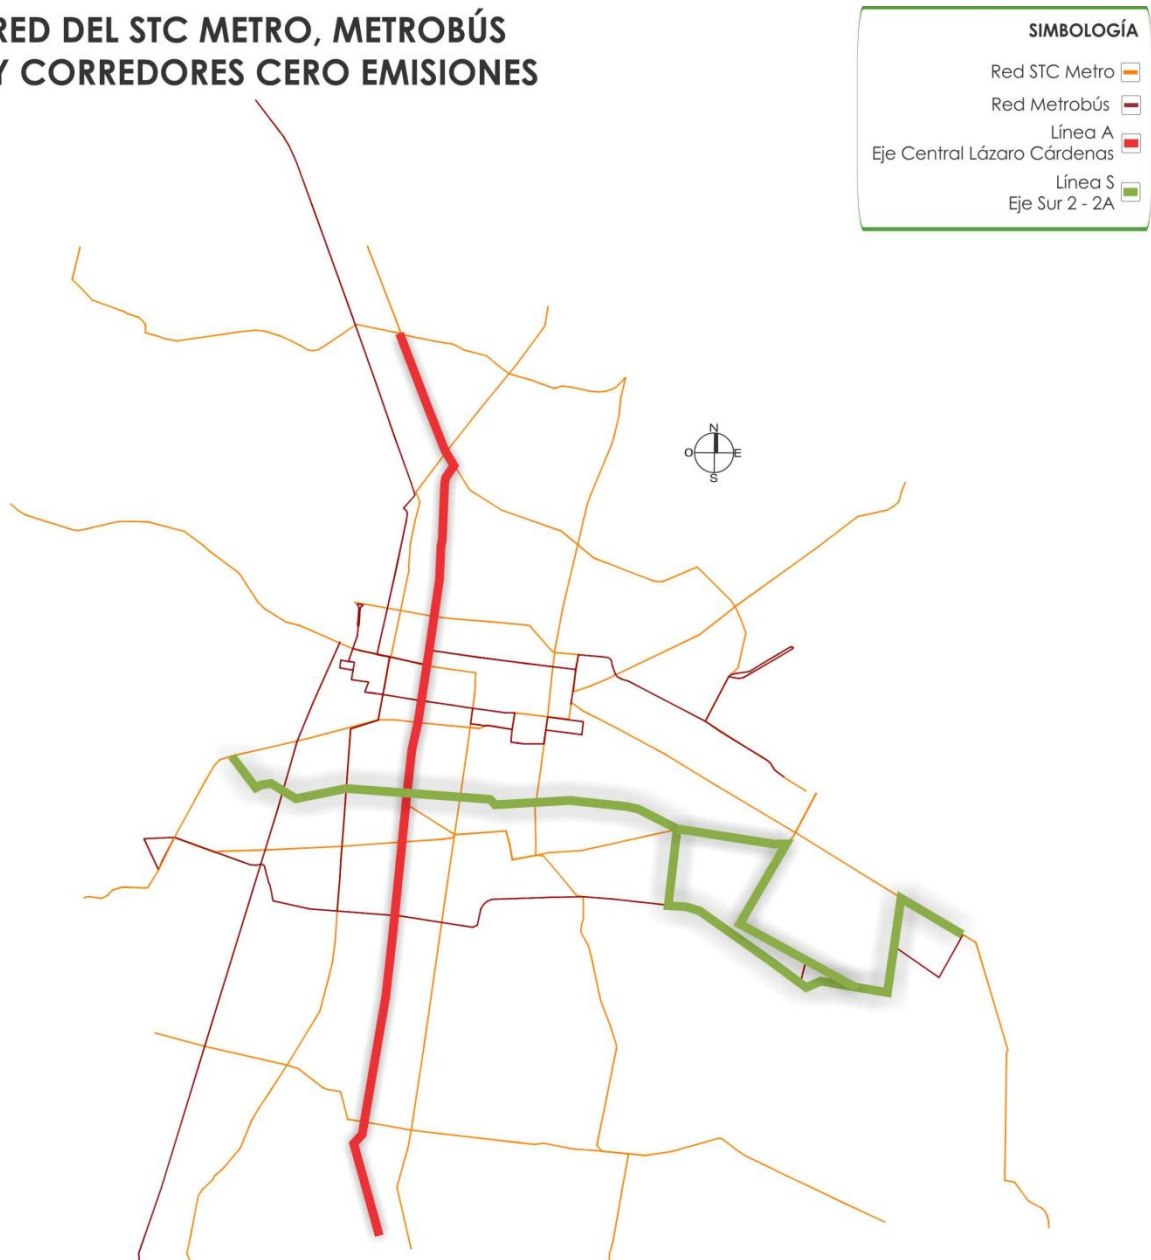 RED DEL STC METRO, METROBÚS
Y CORREDORES CERO EMISIONES
SIMBOLOGÍA
Red STC Metro
Red Metrobús
Línea A
Eje Central Lázaro Cárdenas
Línea S
Eje Sur 2 - 2A
N
O E
S